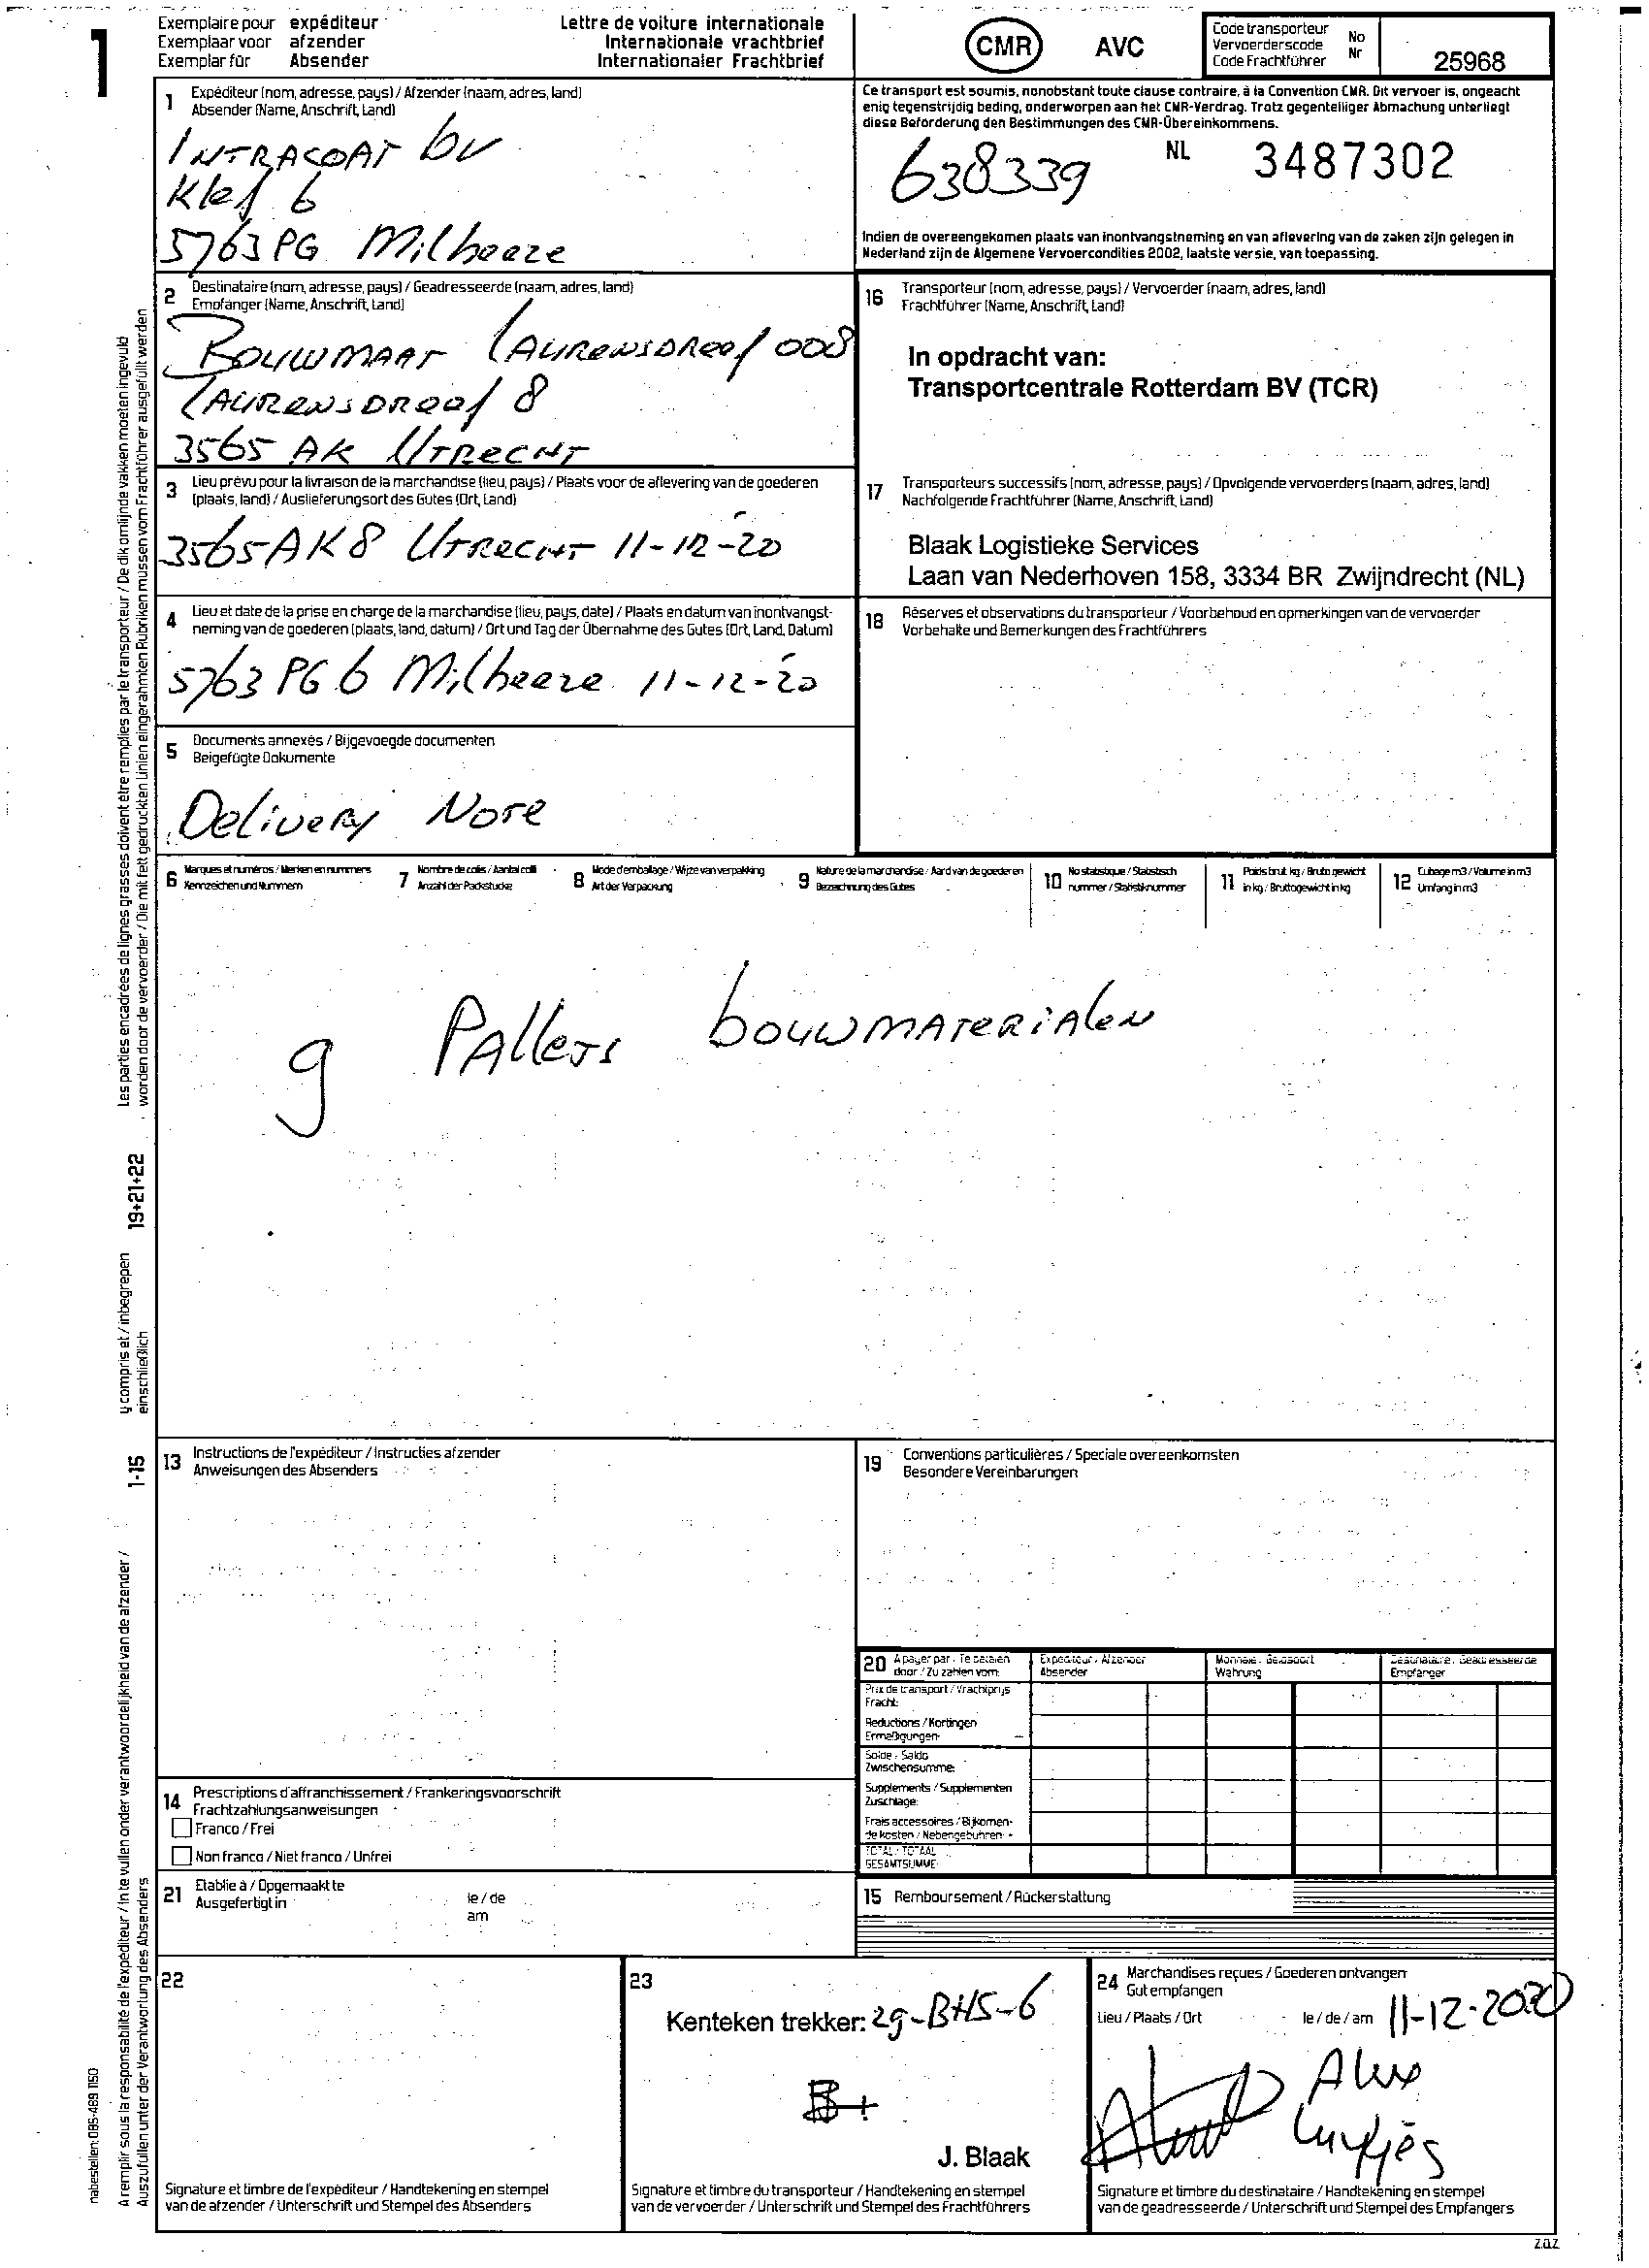 1
Exemplaire pour expéditeur
Exemplaar voor afzender
Exemplar für Absender
Lettre de voiture internationale
Internationale vrachtbrief
Internationaler Frachtbrief
CMR AVC
Code transporteur
Vervoerderscode
Code Frachtführer
No
Nr
25968
1 Expéditeur (nom, adresse, pays) / Afzender (naam, adres, land)
Absender (Name, Anschrift, Land)
INTRACOAT bv
Klef 6
5763 PG Milheeze
Ce transport est soumis, nonobstant toute clause contraire, à la Convention CMR. Dit vervoer is, ongeacht
enig tegenstrijdig beding, onderworpen aan het CMR-Verdrag. Trotz gegenteiliger Abmachung unterliegt
diese Beförderung den Bestimmungen des CMR-Übereinkommens.
638339
NL 3487302
Indien de overeengekomen plaats van inontvangstneming en van aflevering van de zaken zijn gelegen in
Nederland zijn de Algemene Vervoercondities 2002, laatste versie, van toepassing.
2 Destinataire (nom, adresse, pays) / Geadresseerde (naam, adres, land)
Empfänger (Name, Anschrift, Land)
BOUWMAAT LAURENSDREEF 008
LAURENSDREEF 8
3565 AK UTRECHT
16 Transporteur (nom, adresse, pays) / Vervoerder (naam, adres, land)
Frachtführer (Name, Anschrift, Land)
In opdracht van:
Transportcentrale Rotterdam BV (TCR)
3 Lieu prévu pour la livraison de la marchandise (lieu, pays) / Plaats voor de aflevering van de goederen
(plaats, land) / Auslieferungsort des Gutes (Ort, Land)
3565 AK 8 UTRECHT 11-12-20
17 Transporteurs successifs (nom, adresse, pays) / Opvolgende vervoerders (naam, adres, land)
Nachfolgende Frachtführer (Name, Anschrift, Land)
Blaak Logistieke Services
Laan van Nederhoven 158, 3334 BR Zwijndrecht (NL)
4 Lieu et date de la prise en charge de la marchandise (lieu, pays, date) / Plaats en datum van inontvangst-
neming van de goederen (plaats, land, datum) / Ort und Tag der Übernahme des Gutes (Ort, Land, Datum)
5763 PG 6 Milheeze 11-12-20
18 Réserves et observations du transporteur / Voorbehoud en opmerkingen van de vervoerder
Vorbehalte und Bemerkungen des Frachtführers
5 Documents annexés / Bijgevoegde documenten
Beigefügte Dokumente
Delivery Note
6 Marques et numéros / Merken en nummers
Kennzeichen und Nummern
7 Nombre de colis / Aantal colli
Anzahl der Packstücke
8 Mode d'emballage / Wijze van verpakking
Art der Verpackung
9 Nature de la marchandise / Aard van de goederen
Bezeichnung des Gutes
10 No statistique / Statistisch
nummer / Statistiknummer
11 Poids brut, kg / Bruto gewicht
in kg / Bruttogewicht in kg
12 Cubage m3 / Volume in m3
Umfang in m3
9 PALLETS bouwmaterialen
13 Instructions de l'expéditeur / Instructies afzender
Anweisungen des Absenders
19 Conventions particulières / Speciale overeenkomsten
Besondere Vereinbarungen
20 A payer par / Te betalen
door / Zu zahlen vom:
Expéditeur / Afzender
Absender
Monnaie / Geldsoort
Währung
Destinataire / Geadresseerde
Empfänger
Prix de transport / Vrachtprijs
Fracht:
Réductions / Kortingen
Ermäßigungen: -
Solde / Saldo
Zwischensumme:
Suppléments / Supplementen
Zuschläge:
Frais accessoires / Bijkomen-
de kosten / Nebengebühren: +
TOTAL / TOTAAL
GESAMTSUMME:
14 Prescriptions d'affranchissement / Frankeringsvoorschrift
Frachtzahlungsanweisungen
Franco / Frei
Non franco / Niet franco / Unfrei
21 Etablie à / Opgemaakt te
Ausgefertigt in
le / de
am
15 Remboursement / Rückerstattung
22
Signature et timbre de l'expéditeur / Handtekening en stempel
van de afzender / Unterschrift und Stempel des Absenders
23
Kenteken trekker: 29-BHS-6
J. Blaak
Signature et timbre du transporteur / Handtekening en stempel
van de vervoerder / Unterschrift und Stempel des Frachtführers
24 Marchandises reçues / Goederen ontvangen
Gut empfangen
Lieu / Plaats / Ort
le / de / am 11-12-2020
Signature et timbre du destinataire / Handtekening en stempel
van de geadresseerde / Unterschrift und Stempel des Empfängers
z.o.z.
Les parties encadrées de lignes grasses doivent être remplies par le transporteur / De dik omlijnde vakken moeten ingevuld
worden door de vervoerder / Die mit fett gedruckten Linien eingerahmten Rubriken müssen vom Frachtführer ausgefüllt werden
19+21+22
y compris et / inbegrepen
einschließlich
1-15
A remplir sous la responsabilité de l'expéditeur / In te vullen onder verantwoordelijkheid van de afzender /
Auszufüllen unter der Verantwortung des Absenders
nabestellen: 085-489 1150